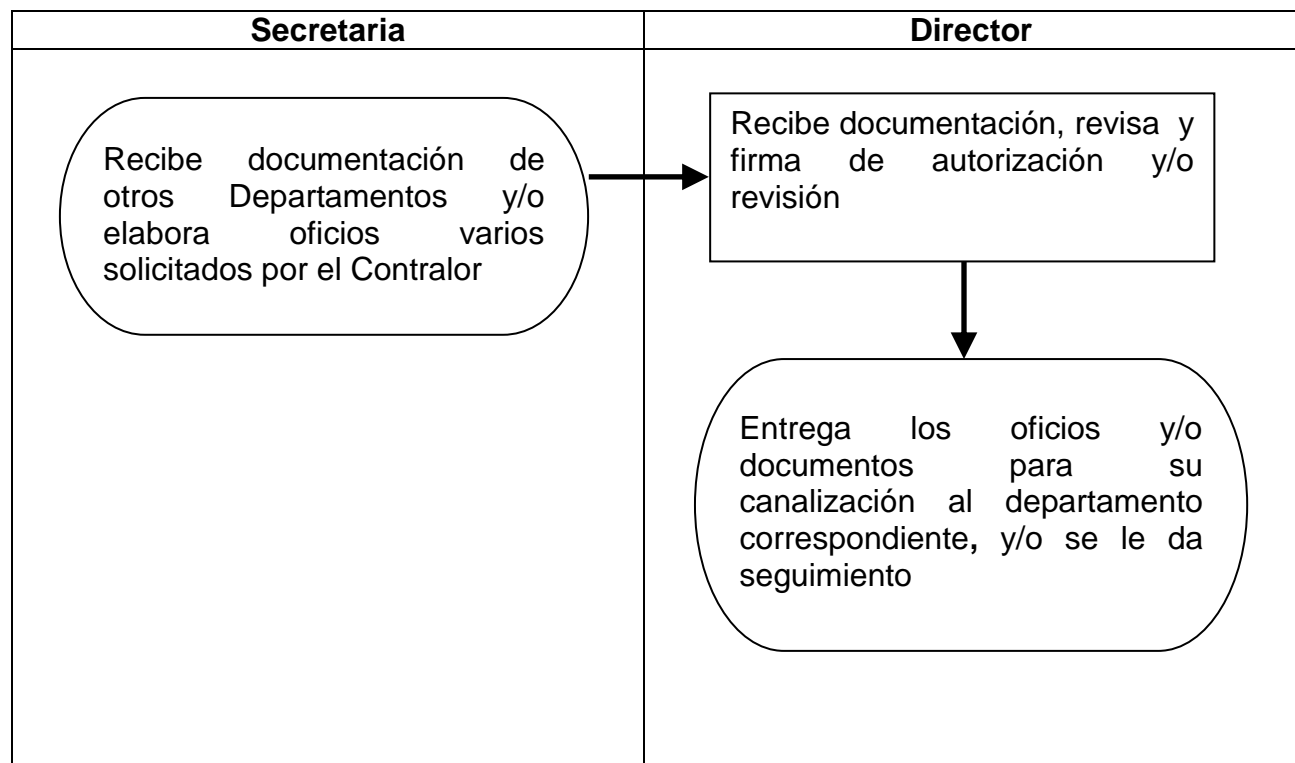 Secretaria
Director
Recibe documentación de
otros Departamentos y/o
elabora oficios varios
solicitados por el Contralor
Recibe documentación, revisa y
firma de autorización y/o
revisión
Entrega los oficios y/o
documentos para su
canalización al departamento
correspondiente, y/o se le da
seguimiento